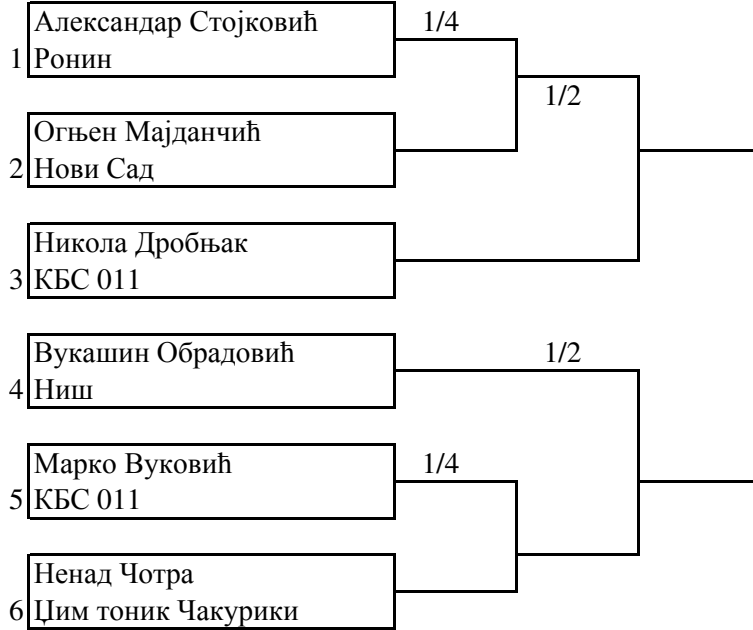 Александар Стојковић
1/4
1 Ронин
1/2
Огњен Мајданчић
2 Нови Сад
Никола Дробњак
3 КБС 011
Вукашин Обрадовић
1/2
4 Ниш
Марко Вуковић
1/4
5 КБС 011
Ненад Чотра
6 Џим тоник Чакурики